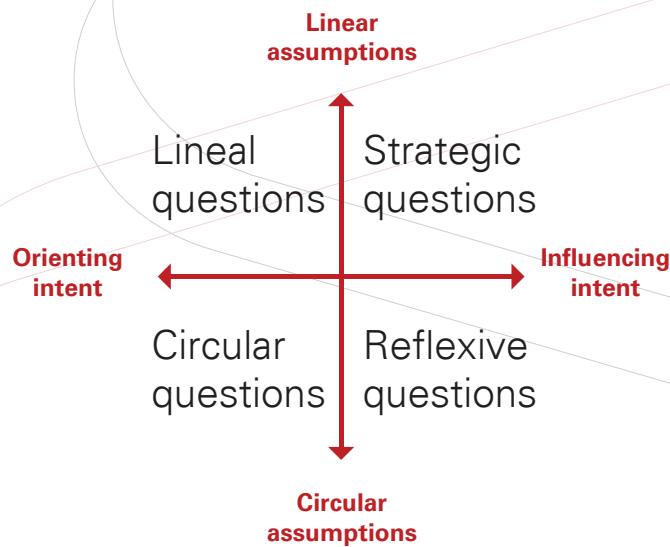 Linear
assumptions
Lineal
questions
Strategic
questions
Orienting
intent
Influencing
intent
Circular
questions
Reflexive
questions
Circular
assumptions